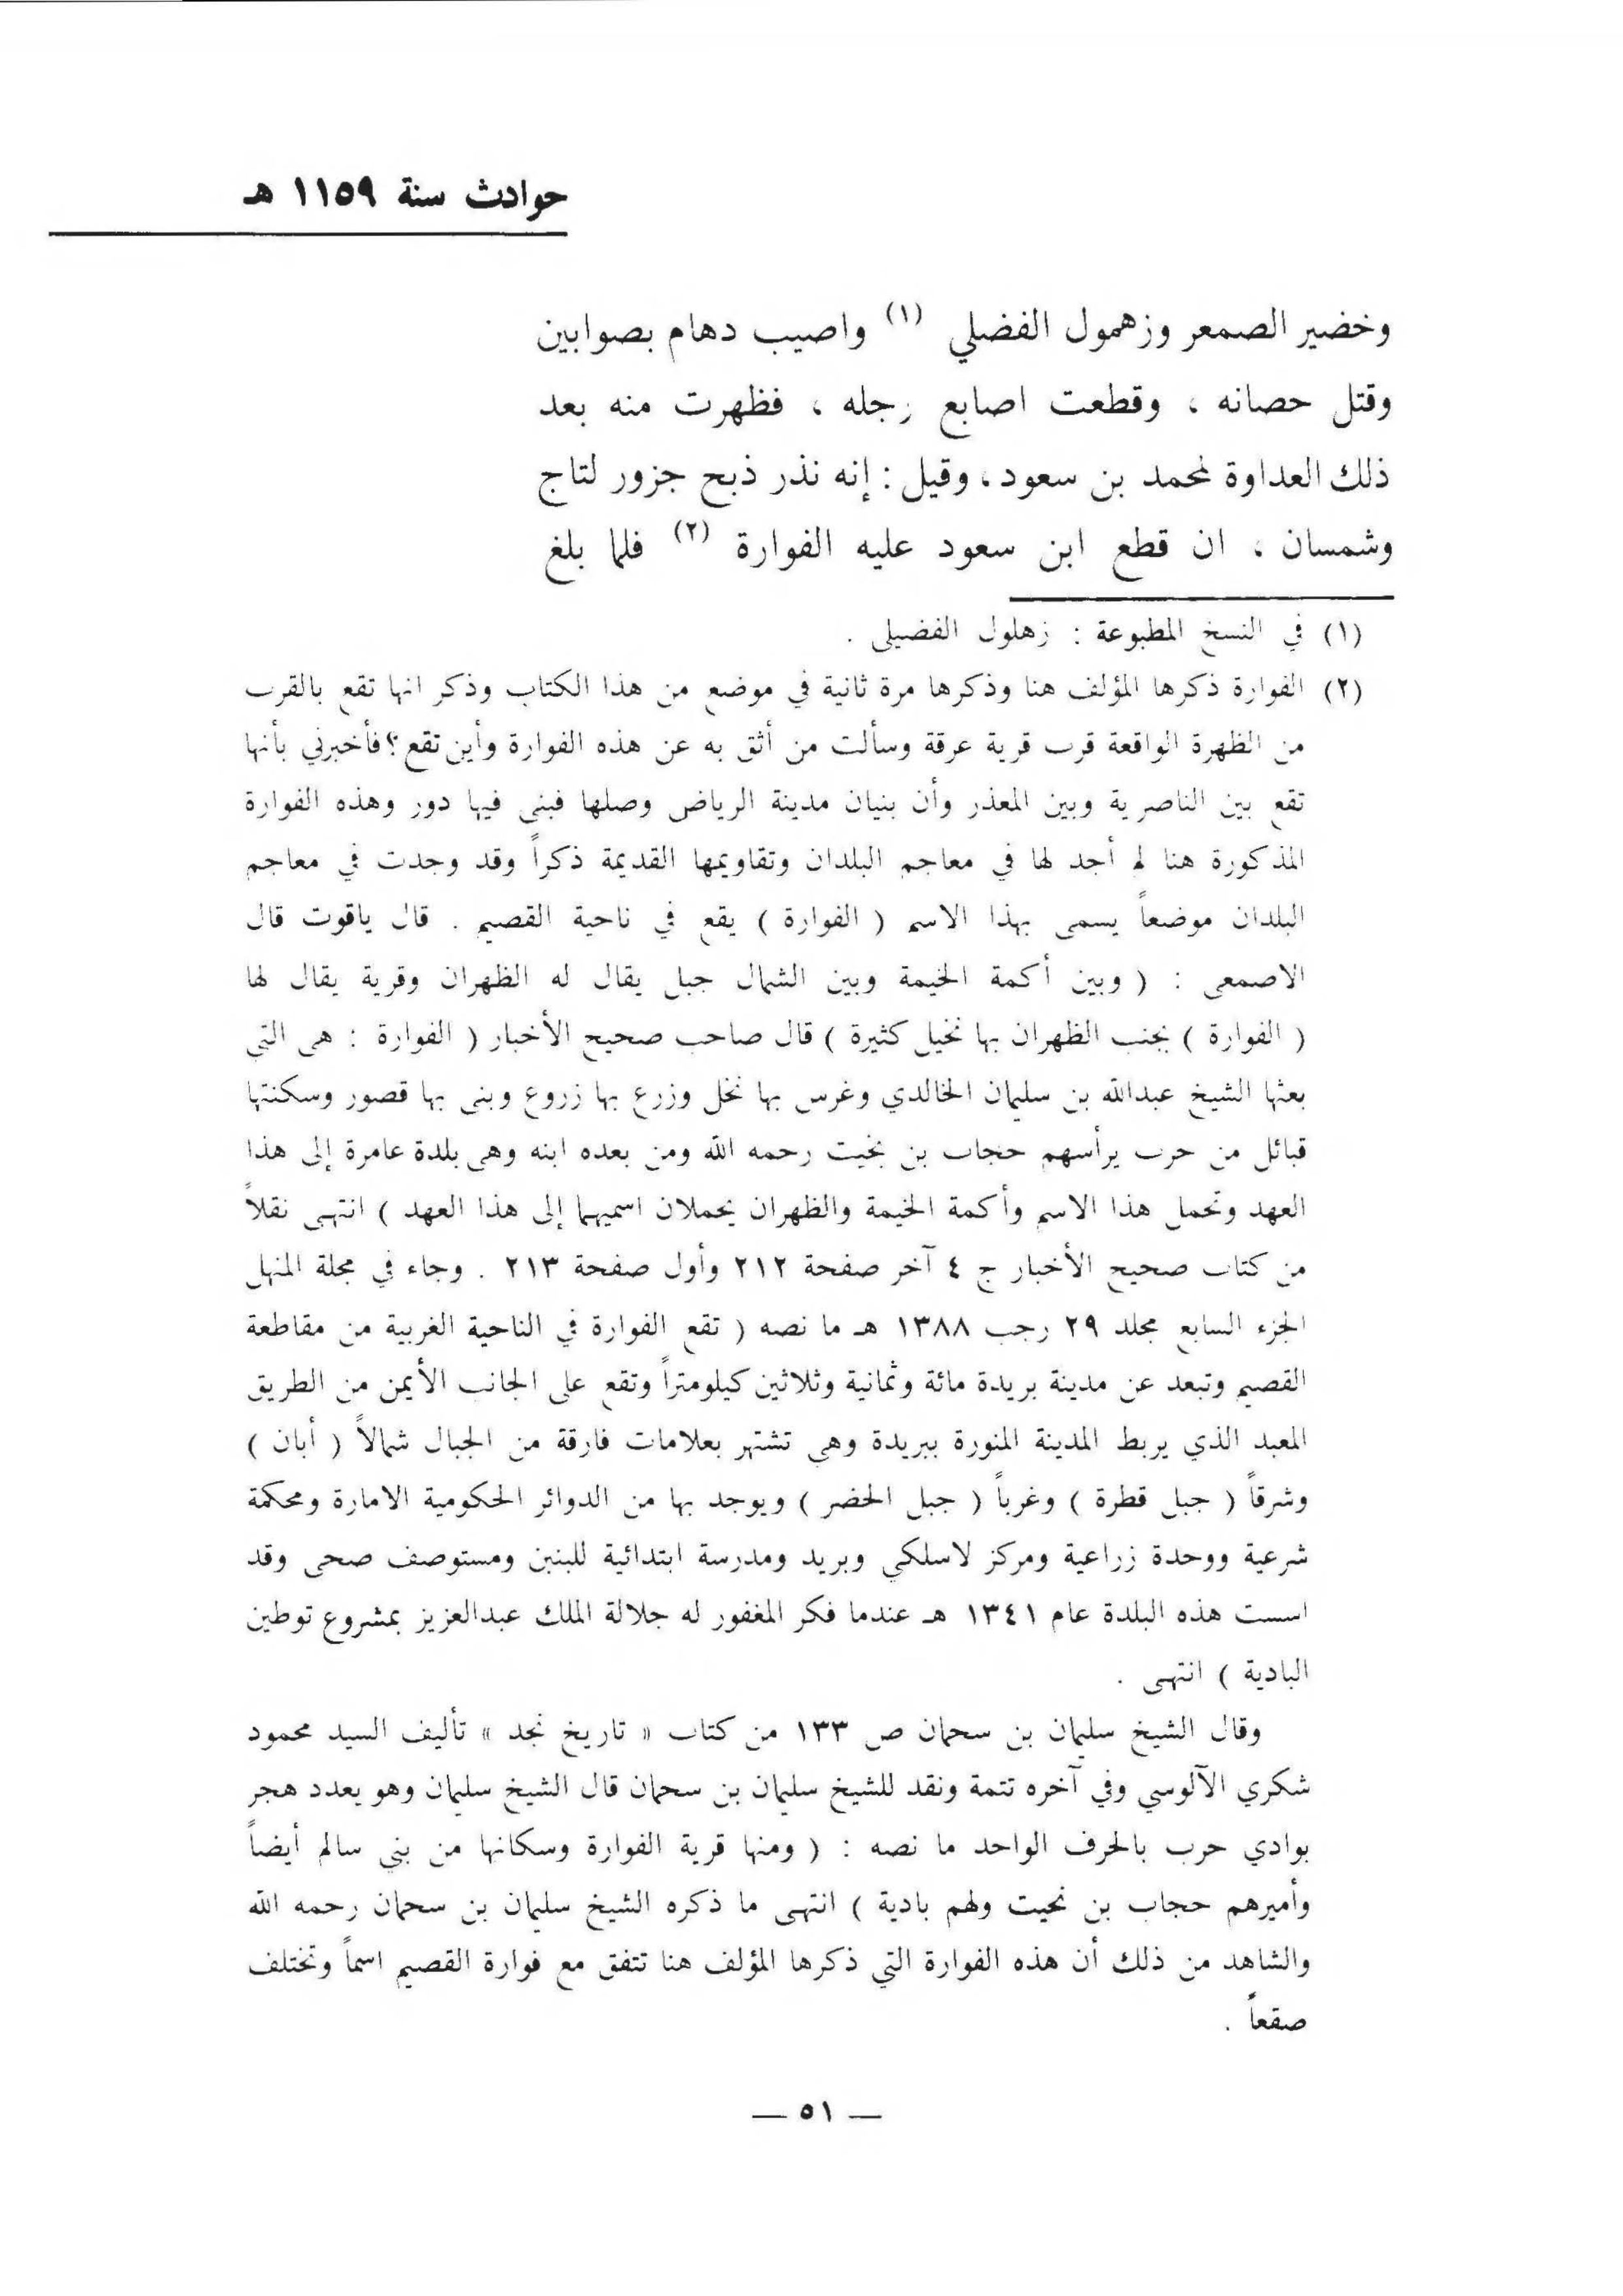 حوادث سنة ١١٥٩ هـ
وخضير الصمعر وزهمول الفضلي (١) واصيب دهام بصوابين
وقتل حصانه ، وقطعت اصابع رجله ، فظهرت منه بعد
ذلك العداوة لمحمد بن سعود ، وقيل : إنه نذر ذبح جزور لتاج
وشمسان ، ان قطع ابن سعود عليه الفوارة (٢) فلما بلغ
(١) في النسخ المطبوعة : زهلول الفضيلى .
(٢) الفوارة ذكرها المؤلف هنا وذكرها مرة ثانية في موضع من هذا الكتاب وذكر انها تقع بالقرب
من الظهرة الواقعة قرب قرية عرقة وسألت من أثق به عن هذه الفوارة وأين تقع ؟ فأخبرني بأنها
تقع بين الناصرية وبين المعذر وأن بنيان مدينة الرياض وصلها فبنى فيها دور وهذه الفوارة
المذكورة هنا لم أجد لها في معاجم البلدان وتقاويمها القديمة ذكراً وقد وجدت في معاجم
البلدان موضعاً يسمى بهذا الاسم ( الفوارة ) يقع في ناحية القصيم . قال ياقوت قال
الاصمعى : ( وبين أكمة الخيمة وبين الشمال جبل يقال له الظهران وقرية يقال لها
( الفوارة ) بجنب الظهران بها نخيل كثيرة ) قال صاحب صحيح الأخبار ( الفوارة : هى التي
بعثها الشيخ عبدالله بن سليمان الخالدي وغرس بها نخل وزرع بها زروع وبنى بها قصور وسكنتها
قبائل من حرب يرأسهم حجاب بن بخيت رحمه الله ومن بعده ابنه وهى بلدة عامرة إلى هذا
العهد وتحمل هذا الاسم وأكمة الخيمة والظهران يحملان اسميهما إلى هذا العهد ) انتهى نقلاً
من كتاب صحيح الأخبار ج ٤ آخر صفحة ٢١٢ وأول صفحة ٢١٣ . وجاء في مجلة المنهل
الجزء السابع مجلد ٢٩ رجب ١٣٨٨ هـ ما نصه ( تقع الفوارة في الناحية الغربية من مقاطعة
القصيم وتبعد عن مدينة بريدة مائة وثمانية وثلاثين كيلومتراً وتقع على الجانب الأيمن من الطريق
المعبد الذي يربط المدينة المنورة ببريدة وهي تشتهر بعلامات فارقة من الجبال شمالاً ( أبان )
وشرقاً ( جبل قطرة ) وغرباً ( جبل الحضر ) ويوجد بها من الدوائر الحكومية الامارة ومحكمة
شرعية ووحدة زراعية ومركز لاسلكي وبريد ومدرسة ابتدائية للبنين ومستوصف صحى وقد
اسست هذه البلدة عام ١٣٤١ هـ عندما فكر المغفور له جلالة الملك عبدالعزيز بمشروع توطين
البادية ) انتهى .
وقال الشيخ سليمان بن سحمان ص ١٣٣ من كتاب « تاريخ نجد » تأليف السيد محمود
شكري الآلوسي وفي آخره تتمة ونقد للشيخ سليمان بن سحمان قال الشيخ سليمان وهو يعدد هجر
بوادي حرب بالحرف الواحد ما نصه : ( ومنها قرية الفوارة وسكانها من بني سالم أيضاً
وأميرهم حجاب بن نحيت ولهم بادية ) انتهى ما ذكره الشيخ سليمان بن سحمان رحمه الله
والشاهد من ذلك أن هذه الفوارة التي ذكرها المؤلف هنا تتفق مع فوارة القصيم اسماً وتختلف
صقعاً .
— ٥١ —